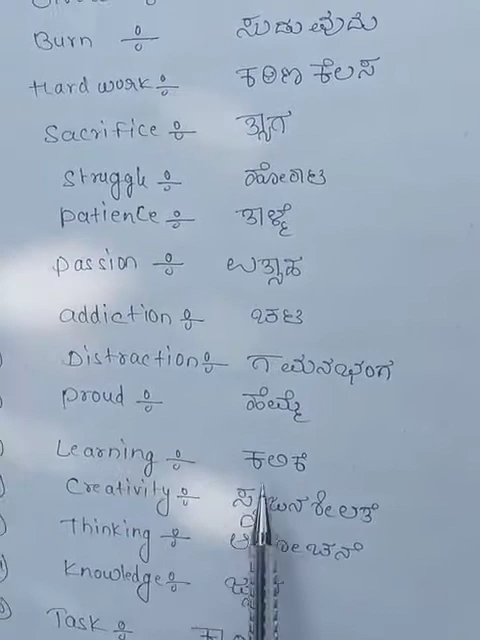 Burn ÷ ಸುಡುವುದು
Hard work ÷ ಕಠಿಣ ಕೆಲಸ
Sacrifice ÷ ತ್ಯಾಗ
Struggle ÷ ಹೋರಾಟ
Patience ÷ ತಾಳ್ಮೆ
passion ÷ ಉತ್ಸಾಹ
addiction ÷ ಚಟ
Distraction ÷ ಗಮನಭಂಗ
proud ÷ ಹೆಮ್ಮೆ
Learning ÷ ಕಲಿಕೆ
Creativity ÷
Thinking ÷
Knowledge ÷
Task ÷